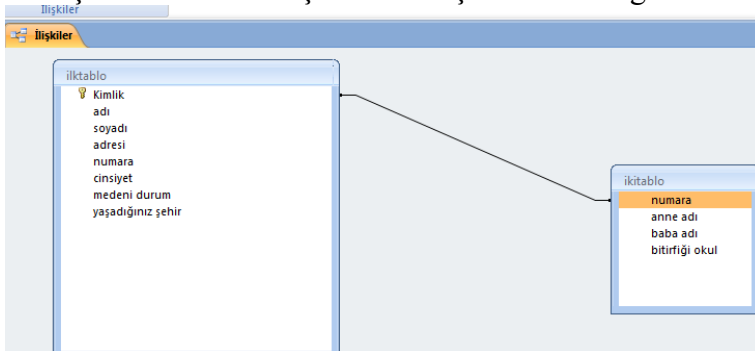 İlişkiler
İlişkiler
ilktablo
Kimlik
adı
soyadı
adresi
numara
cinsiyet
medeni durum
yaşadığınız şehir
ikitablo
numara
anne adı
baba adı
bitirfiği okul